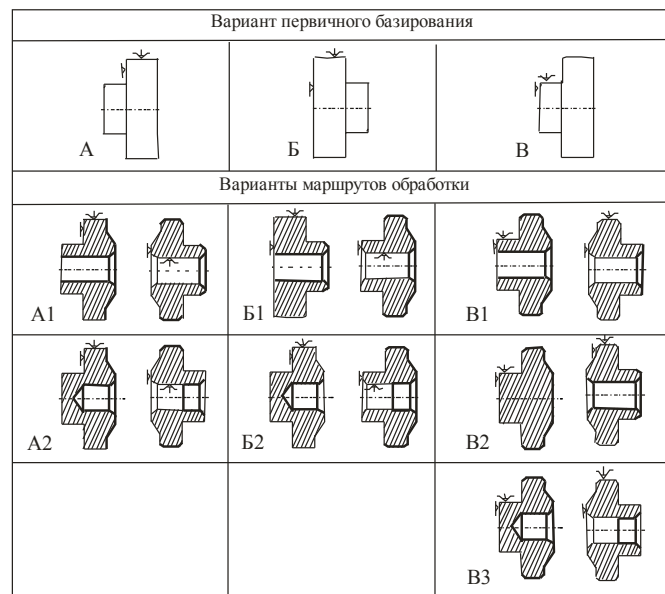 Вариант первичного базирования
А Б В
Варианты маршрутов обработки
А1 Б1 В1
А2 Б2 В2
В3